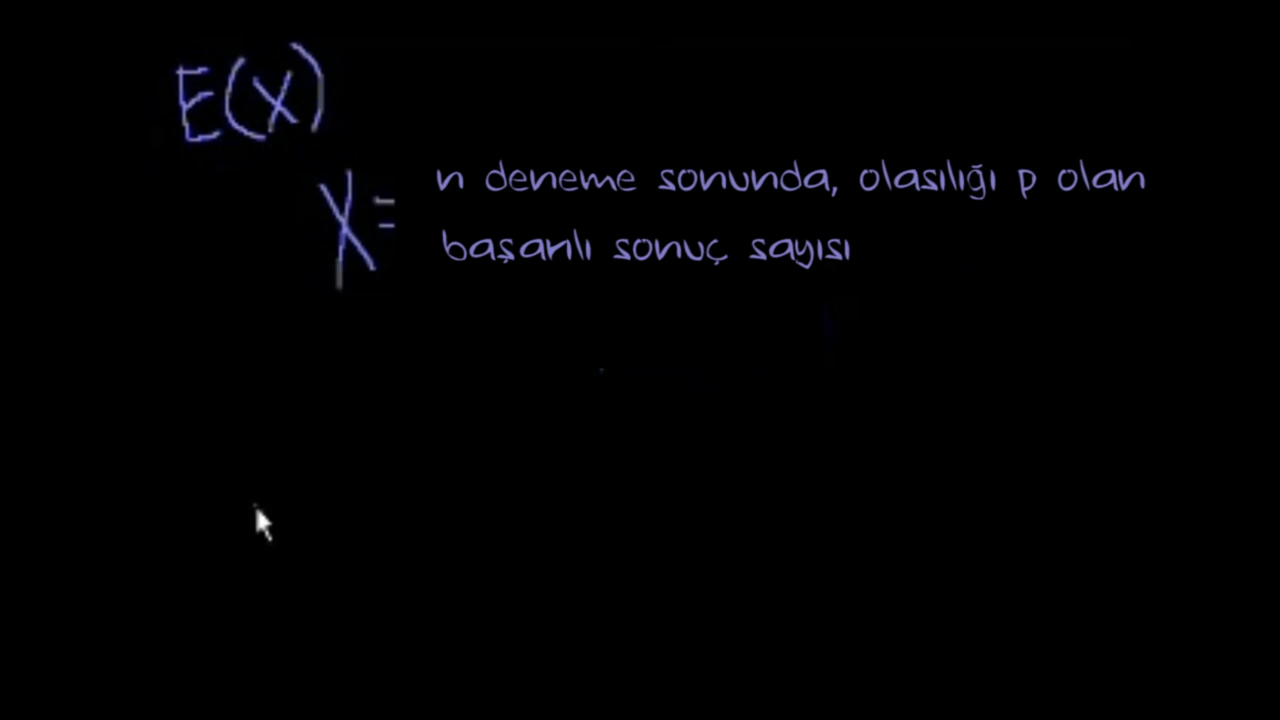 E(X)
X = n deneme sonunda, olasılığı p olan
başarılı sonuç sayısı